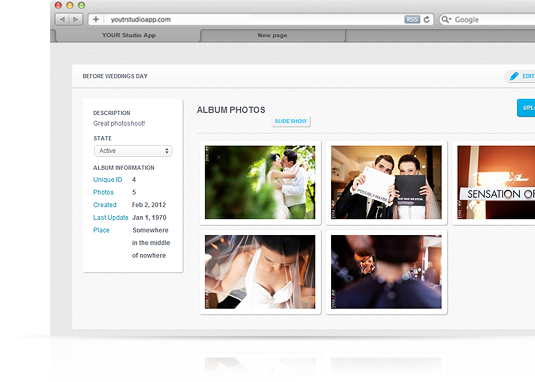 youtrstudioapp.com
RSS
Google
YOUR Studio App
New page
BEFORE WEDDINGS DAY
EDIT
DESCRIPTION
Great photoshoot!
STATE
Active
ALBUM INFORMATION
Unique ID 4
Photos 5
Created Feb 2, 2012
Last Update Jan 1, 1970
Place Somewhere
in the middle
of nowhere
ALBUM PHOTOS
SLIDESHOW
UPL
SENSATION OF